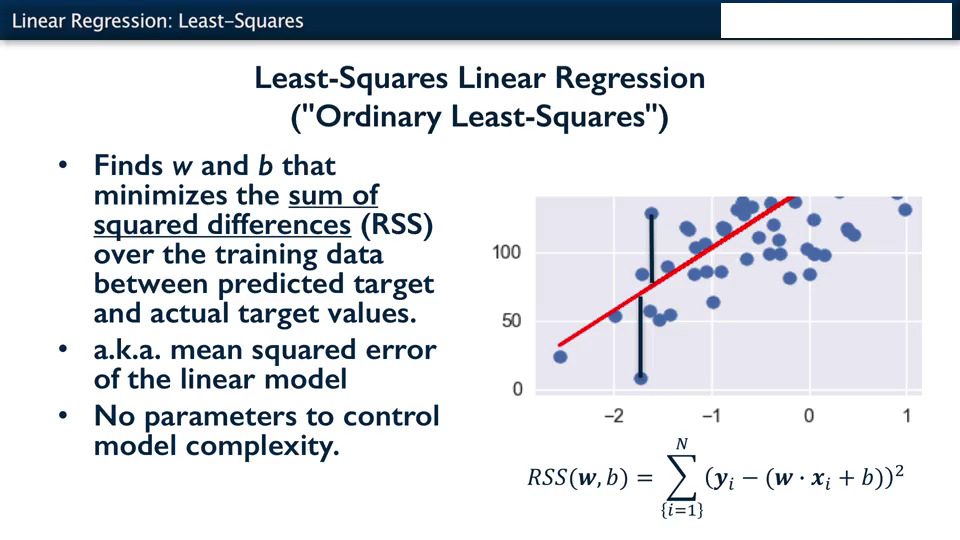 Linear Regression: Least-Squares
Least-Squares Linear Regression
("Ordinary Least-Squares")
• Finds w and b that
minimizes the sum of
squared differences (RSS)
over the training data
between predicted target
and actual target values.
• a.k.a. mean squared error
of the linear model
• No parameters to control
model complexity.
100
50
0
−2 −1 0 1
RSS(w, b) = ∑_{{i=1}}^{N} (y_i − (w · x_i + b))²